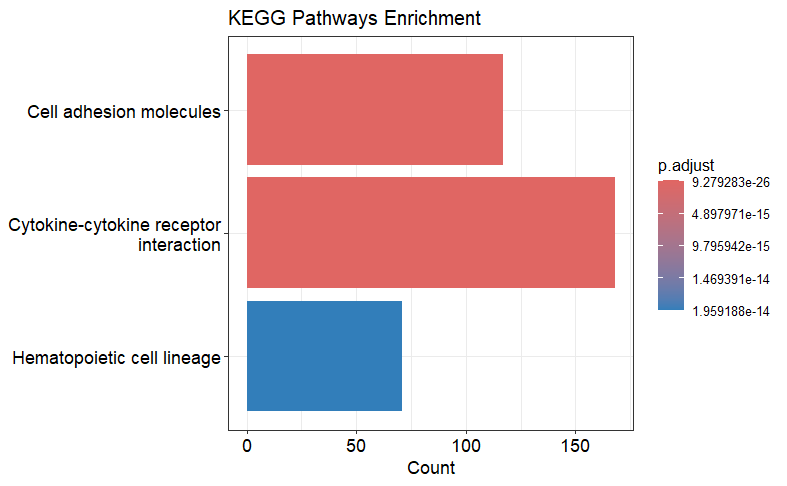 KEGG Pathways Enrichment
Cell adhesion molecules
Cytokine-cytokine receptor
interaction
Hematopoietic cell lineage
0 50 100 150
Count
p.adjust
9.279283e-26
4.897971e-15
9.795942e-15
1.469391e-14
1.959188e-14